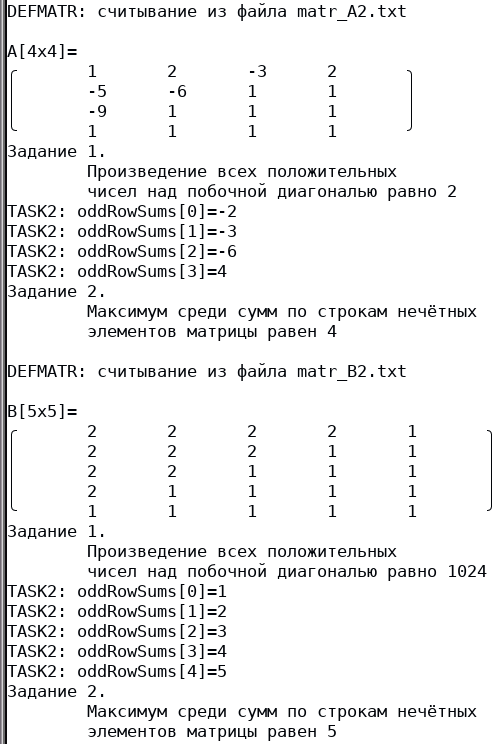 DEFMATR: считывание из файла matr_A2.txt
A[4x4]=
1 2 -3 2
-5 -6 1 1
-9 1 1 1
1 1 1 1
Задание 1.
Произведение всех положительных
чисел над побочной диагональю равно 2
TASK2: oddRowSums[0]=-2
TASK2: oddRowSums[1]=-3
TASK2: oddRowSums[2]=-6
TASK2: oddRowSums[3]=4
Задание 2.
Максимум среди сумм по строкам нечётных
элементов матрицы равен 4
DEFMATR: считывание из файла matr_B2.txt
B[5x5]=
2 2 2 2 1
2 2 2 1 1
2 2 1 1 1
2 1 1 1 1
1 1 1 1 1
Задание 1.
Произведение всех положительных
чисел над побочной диагональю равно 1024
TASK2: oddRowSums[0]=1
TASK2: oddRowSums[1]=2
TASK2: oddRowSums[2]=3
TASK2: oddRowSums[3]=4
TASK2: oddRowSums[4]=5
Задание 2.
Максимум среди сумм по строкам нечётных
элементов матрицы равен 5